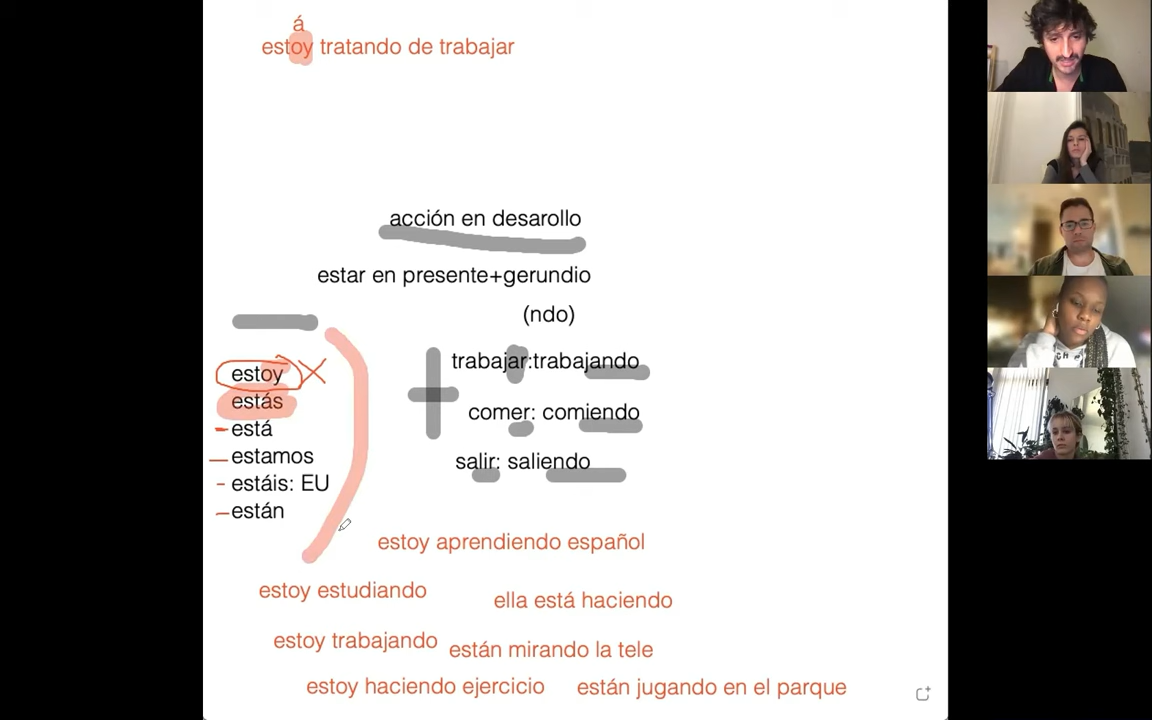 á
estoy tratando de trabajar
acción en desarollo
estar en presente+gerundio
(ndo)
trabajar:trabajando
comer: comiendo
salir: saliendo
estoy X
estás
está
estamos
estáis: EU
están
estoy aprendiendo español
estoy estudiando
ella está haciendo
estoy trabajando
están mirando la tele
estoy haciendo ejercicio
están jugando en el parque